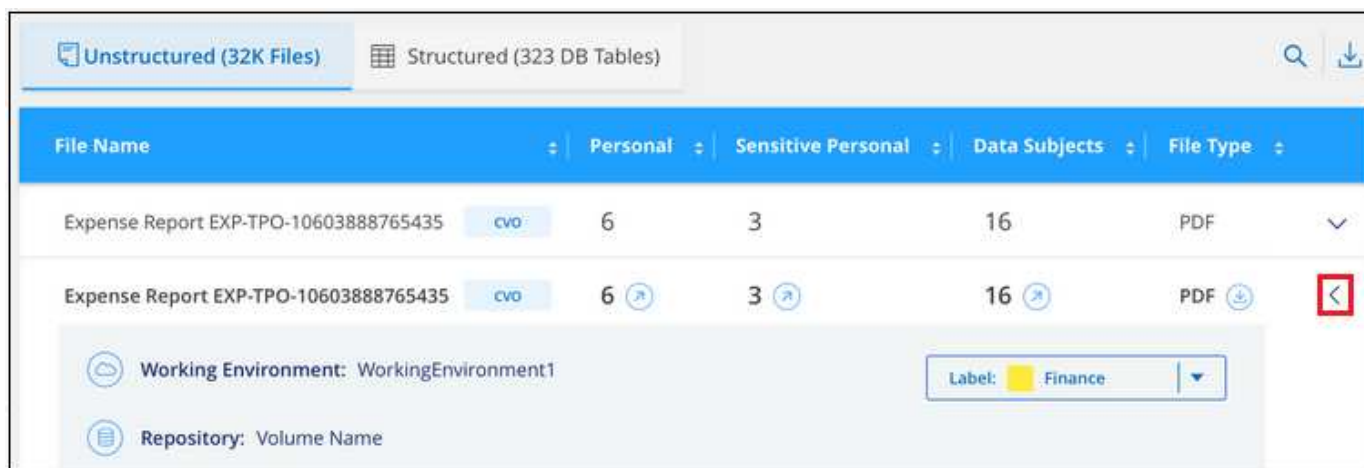 Unstructured (32K Files) Structured (323 DB Tables)
File Name Personal Sensitive Personal Data Subjects File Type
Expense Report EXP-TPO-10603888765435 CVO 6 3 16 PDF
Expense Report EXP-TPO-10603888765435 CVO 6 3 16 PDF
Working Environment: WorkingEnvironment1 Label: Finance
Repository: Volume Name